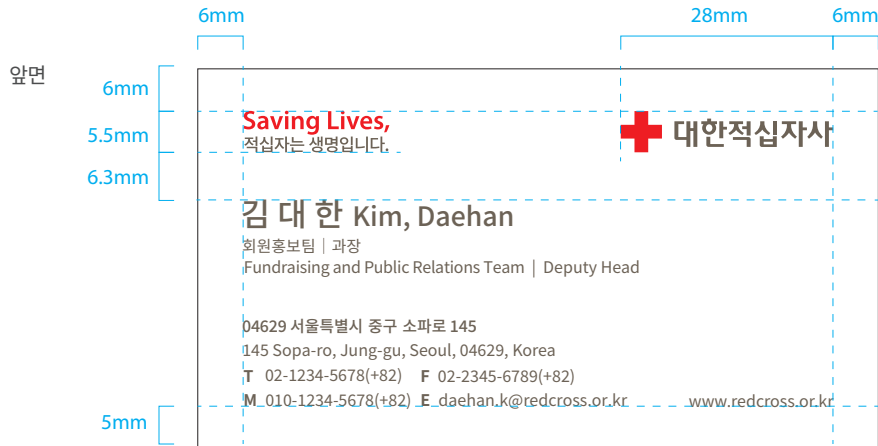 6mm 28mm 6mm
앞면
6mm
5.5mm
6.3mm
Saving Lives,
적십자는 생명입니다.
대한적십자사
김 대 한 Kim, Daehan
회원홍보팀 | 과장
Fundraising and Public Relations Team | Deputy Head
04629 서울특별시 중구 소파로 145
145 Sopa-ro, Jung-gu, Seoul, 04629, Korea
T 02-1234-5678(+82) F 02-2345-6789(+82)
M 010-1234-5678(+82) E daehan.k@redcross.or.kr www.redcross.or.kr
5mm